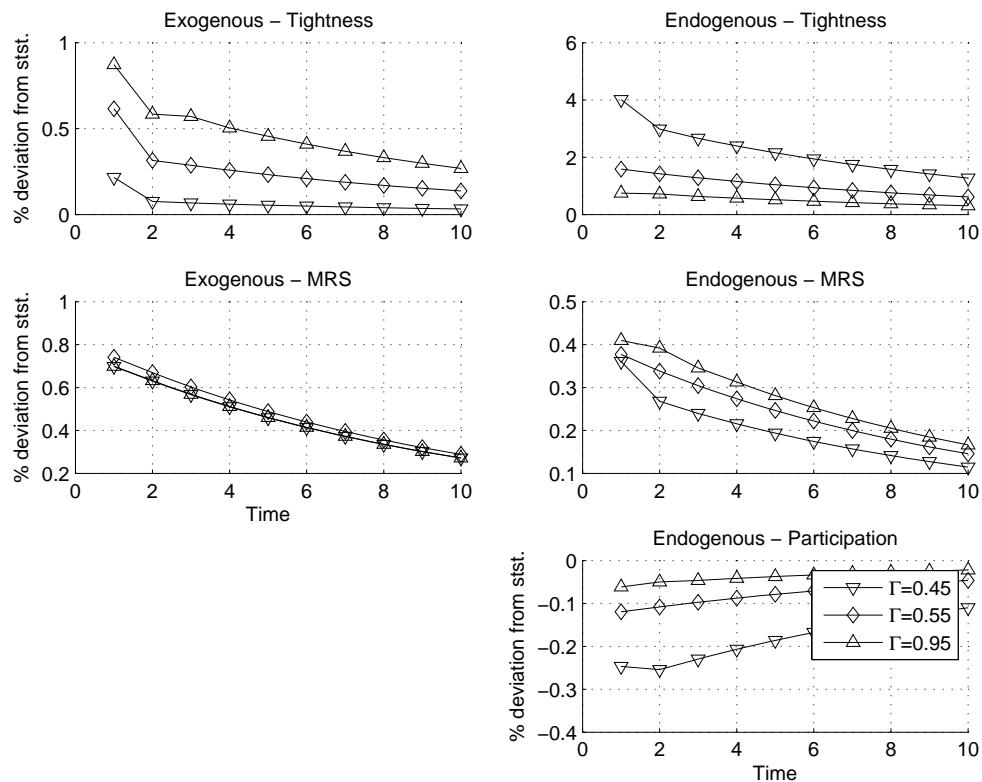 Exogenous − Tightness
% deviation from stst.
1
0.5
0
0 2 4 6 8 10
Endogenous − Tightness
6
4
2
0
0 2 4 6 8 10
Exogenous − MRS
% deviation from stst.
1
0.8
0.6
0.4
0.2
0 2 4 6 8 10
Time
Endogenous − MRS
% deviation from stst.
0.5
0.4
0.3
0.2
0.1
0 2 4 6 8 10
Endogenous − Participation
% deviation from stst.
0
−0.1
−0.2
−0.3
−0.4
0 2 4 6 8 10
Time
Γ=0.45
Γ=0.55
Γ=0.95